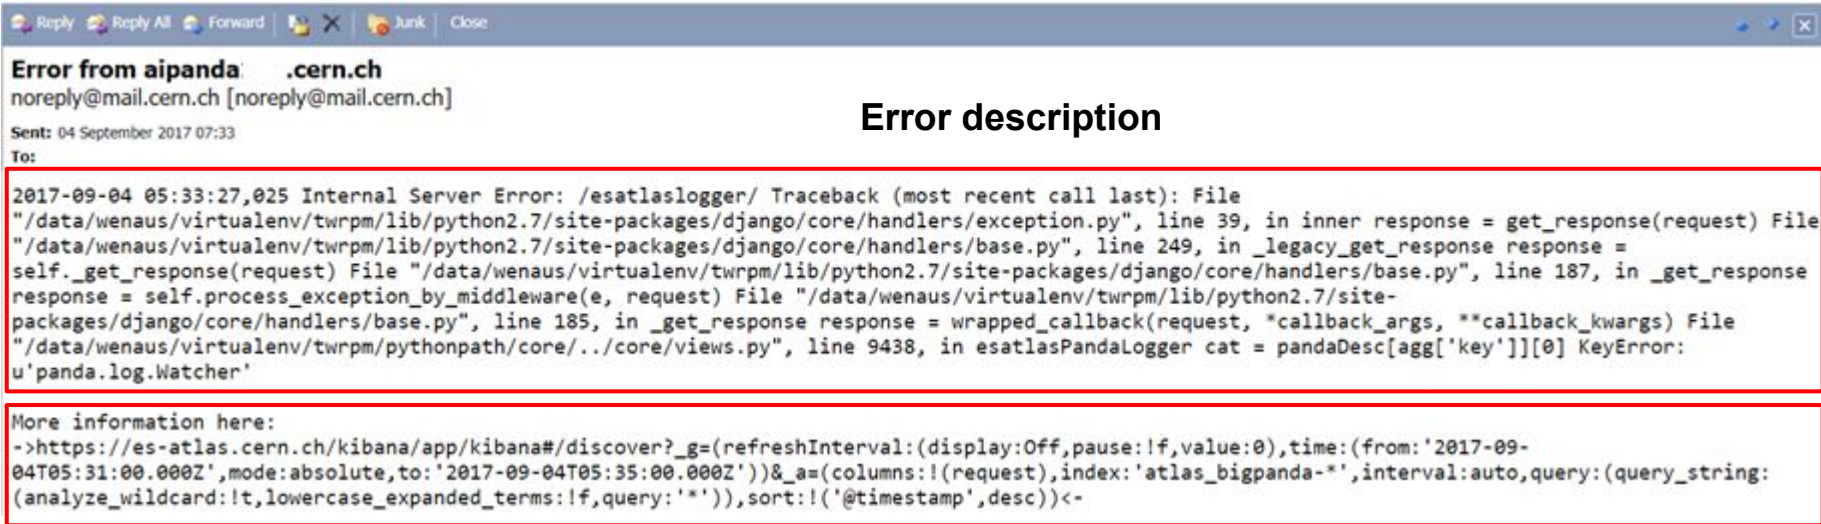 Reply Reply All Forward Junk Close
Error from aipanda .cern.ch
noreply@mail.cern.ch [noreply@mail.cern.ch]
Error description
Sent: 04 September 2017 07:33
To:
2017-09-04 05:33:27,025 Internal Server Error: /esatlaslogger/ Traceback (most recent call last): File
"/data/wenaus/virtualenv/twrpm/lib/python2.7/site-packages/django/core/handlers/exception.py", line 39, in inner response = get_response(request) File
"/data/wenaus/virtualenv/twrpm/lib/python2.7/site-packages/django/core/handlers/base.py", line 249, in _legacy_get_response response =
self._get_response(request) File "/data/wenaus/virtualenv/twrpm/lib/python2.7/site-packages/django/core/handlers/base.py", line 187, in _get_response
response = self.process_exception_by_middleware(e, request) File "/data/wenaus/virtualenv/twrpm/lib/python2.7/site-
packages/django/core/handlers/base.py", line 185, in _get_response response = wrapped_callback(request, *callback_args, **callback_kwargs) File
"/data/wenaus/virtualenv/twrpm/pythonpath/core/../core/views.py", line 9438, in esatlasPandaLogger cat = pandaDesc[agg['key']][0] KeyError:
u'panda.log.Watcher'
More information here:
->https://es-atlas.cern.ch/kibana/app/kibana#/discover?_g=(refreshInterval:(display:Off,pause:!f,value:0),time:(from:'2017-09-
04T05:31:00.000Z',mode:absolute,to:'2017-09-04T05:35:00.000Z'))&_a=(columns:!(request),index:'atlas_bigpanda-*',interval:auto,query:(query_string:
(analyze_wildcard:!t,lowercase_expanded_terms:!f,query:'*')),sort:!('@timestamp',desc))<-